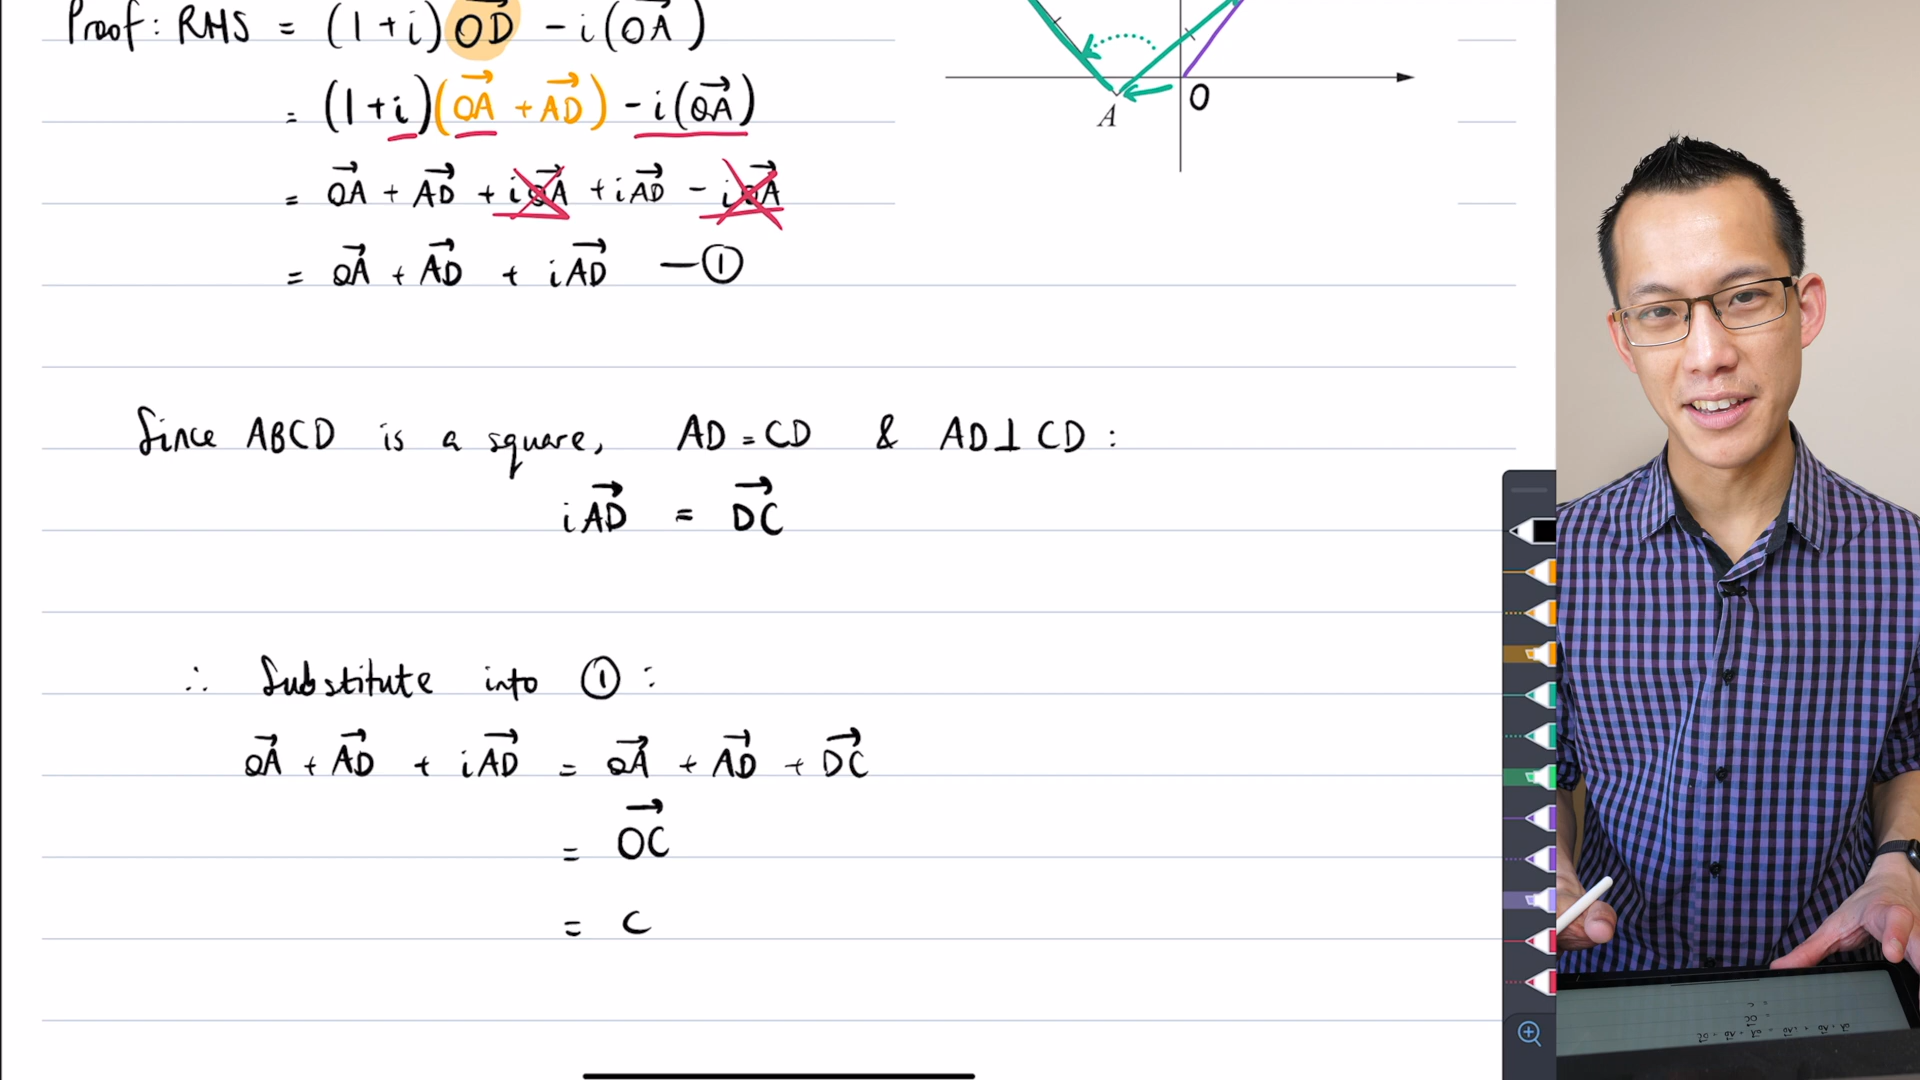 Proof: RHS = (1+i)OD⃗ - i(OA⃗)
= (1+i)(OA⃗ + AD⃗) - i(OA⃗)
= OA⃗ + AD⃗ + iOA⃗ + iAD⃗ - iOA⃗
= OA⃗ + AD⃗ + iAD⃗ —①
A
O
Since ABCD is a square, AD = CD & AD⊥CD :
iAD⃗ = DC⃗
∴ Substitute into ① :
OA⃗ + AD⃗ + iAD⃗ = OA⃗ + AD⃗ + DC⃗
= OC⃗
= C